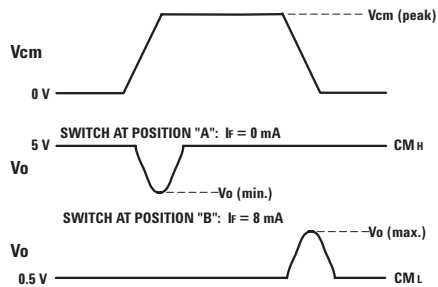 Vcm (peak)
Vcm
0 V
SWITCH AT POSITION "A": IF = 0 mA
5 V
CMH
Vo
Vo (min.)
SWITCH AT POSITION "B": IF = 8 mA
Vo (max.)
Vo
0.5 V
CML